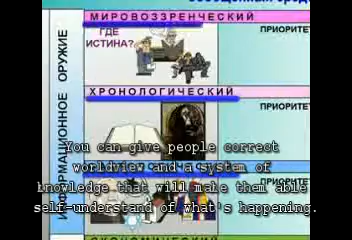 МИРОВОЗЗРЕНЧЕСКИЙ
ГДЕ
ИСТИНА?
ПРИОРИТЕ
ИНФОРМАЦИОННОЕ ОРУЖИЕ
ХРОНОЛОГИЧЕСКИЙ
ПРИОРИТЕ
You can give people correct
worldview and a system of
knowledge that will make them able
self-understand of what's happening.